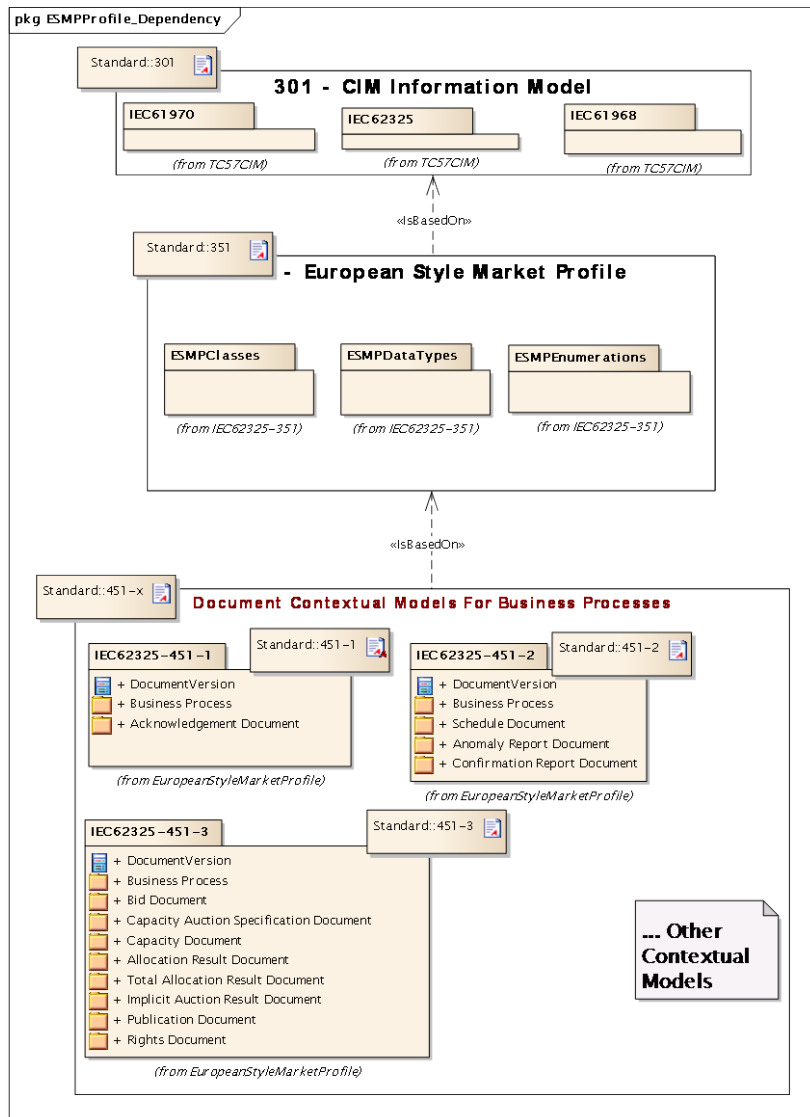 pkg ESMPProfile_Dependency
Standard::301
301 - CIM Information Model
IEC61970
(from TC57CIM)
IEC62325
(from TC57CIM)
IEC61968
(from TC57CIM)
«IsBasedOn»
Standard::351
- European Style Market Profile
ESMPClasses
(from IEC62325-351)
ESMPDataTypes
(from IEC62325-351)
ESMPEnumerations
(from IEC62325-351)
«IsBasedOn»
Standard::451-x
Document Contextual Models For Business Processes
IEC62325-451-1
Standard::451-1
+ DocumentVersion
+ Business Process
+ Acknowledgement Document
(from EuropeanStyleMarketProfile)
IEC62325-451-2
Standard::451-2
+ DocumentVersion
+ Business Process
+ Schedule Document
+ Anomaly Report Document
+ Confirmation Report Document
(from EuropeanStyleMarketProfile)
IEC62325-451-3
Standard::451-3
+ DocumentVersion
+ Business Process
+ Bid Document
+ Capacity Auction Specification Document
+ Capacity Document
+ Allocation Result Document
+ Total Allocation Result Document
+ Implicit Auction Result Document
+ Publication Document
+ Rights Document
(from EuropeanStyleMarketProfile)
... Other
Contextual
Models